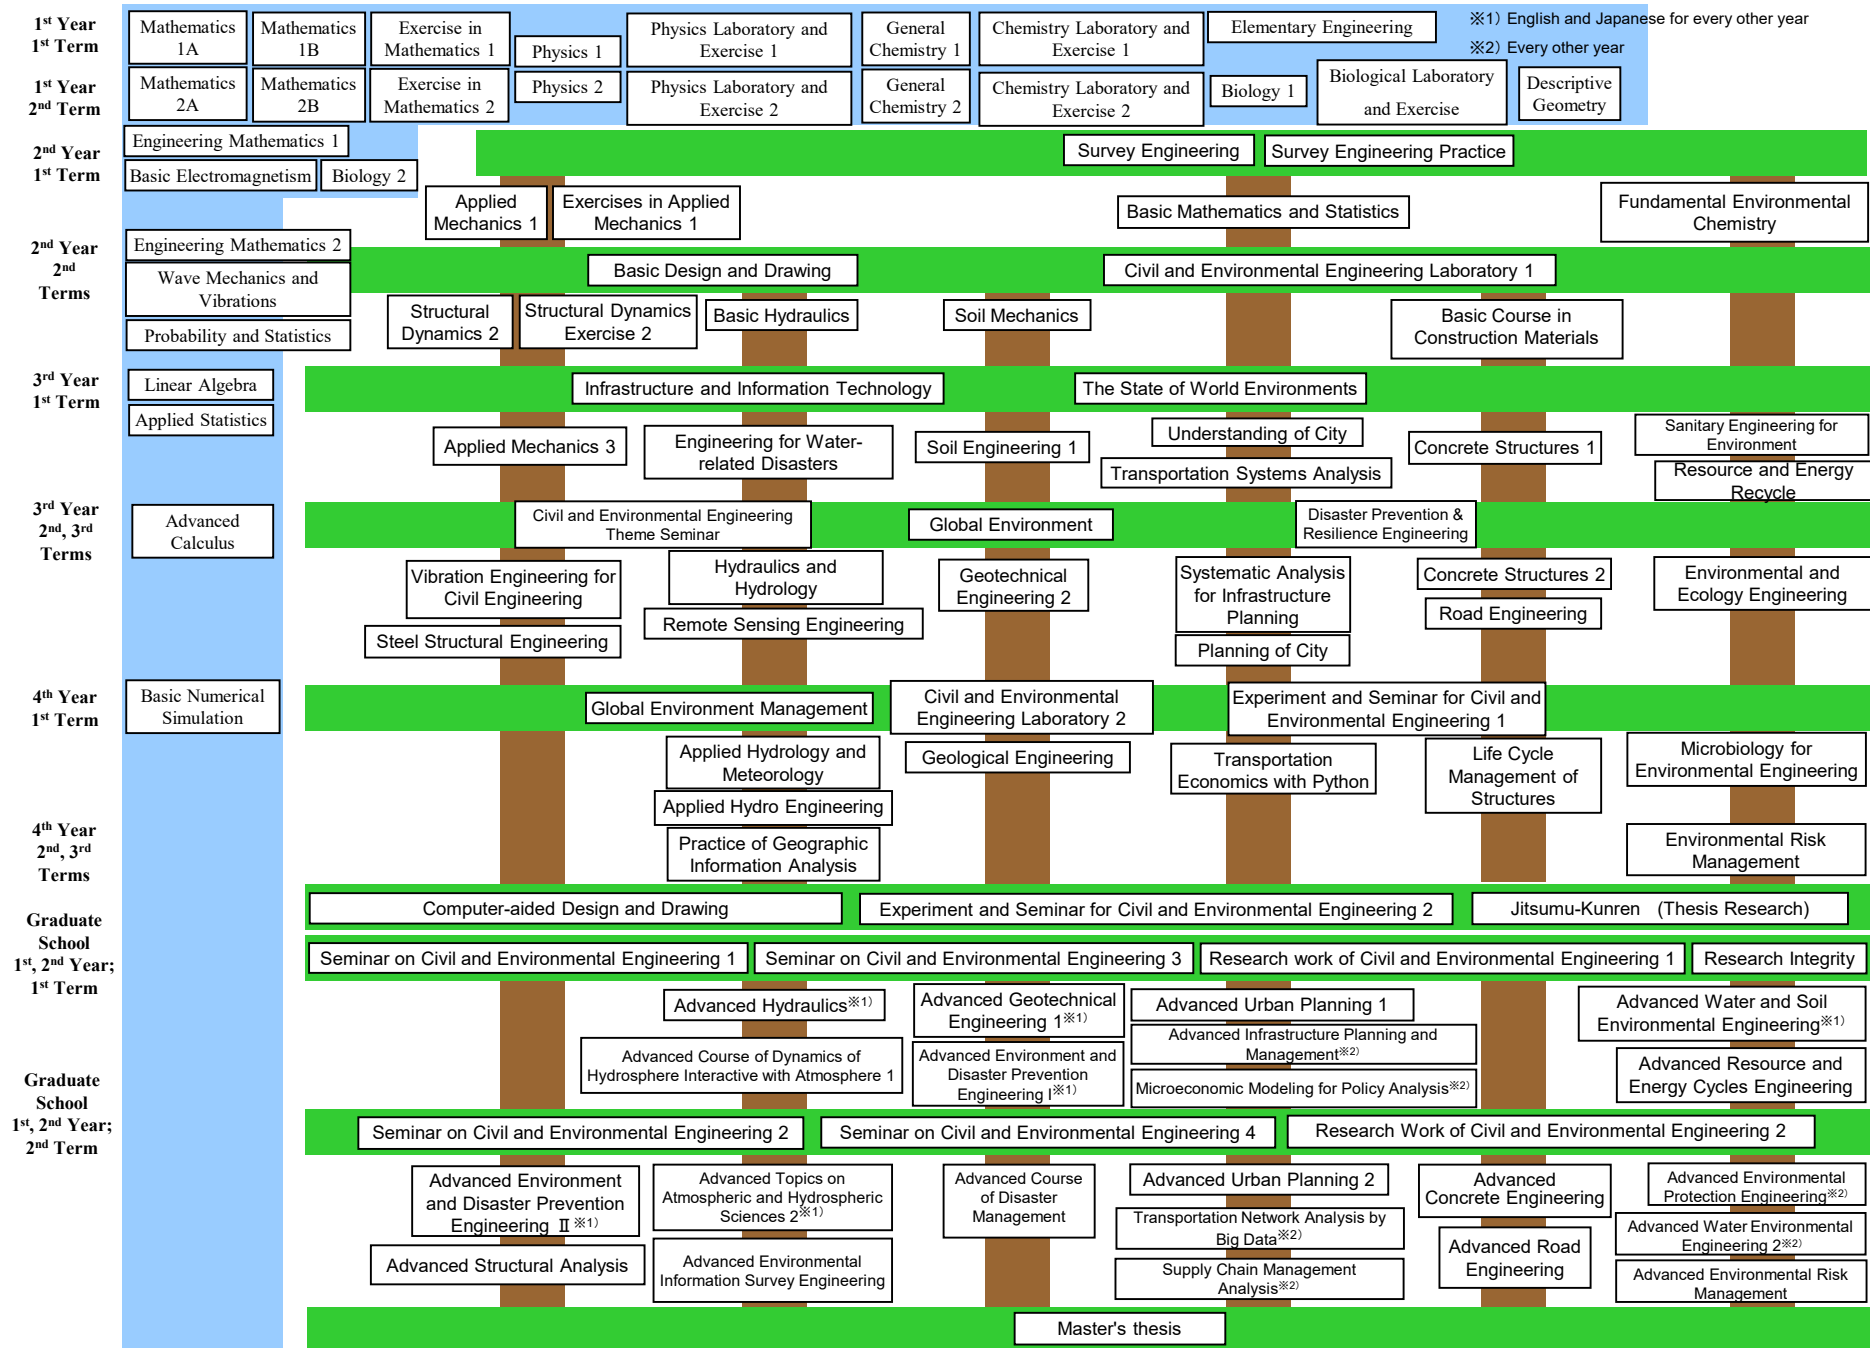 1st Year
1st Term
Mathematics
1A
Mathematics
1B
Exercise in
Mathematics 1
Physics 1
Physics Laboratory and
Exercise 1
General
Chemistry 1
Chemistry Laboratory and
Exercise 1
Elementary Engineering
※1) English and Japanese for every other year
※2) Every other year
1st Year
2nd Term
Mathematics
2A
Mathematics
2B
Exercise in
Mathematics 2
Physics 2
Physics Laboratory and
Exercise 2
General
Chemistry 2
Chemistry Laboratory and
Exercise 2
Biology 1
Biological Laboratory
and Exercise
Descriptive
Geometry
2nd Year
1st Term
Engineering Mathematics 1
Basic Electromagnetism
Biology 2
Survey Engineering
Survey Engineering Practice
Applied
Mechanics 1
Exercises in Applied
Mechanics 1
Basic Mathematics and Statistics
Fundamental Environmental
Chemistry
2nd Year
2nd
Terms
Engineering Mathematics 2
Wave Mechanics and
Vibrations
Probability and Statistics
Basic Design and Drawing
Civil and Environmental Engineering Laboratory 1
Structural
Dynamics 2
Structural Dynamics
Exercise 2
Basic Hydraulics
Soil Mechanics
Basic Course in
Construction Materials
3rd Year
1st Term
Linear Algebra
Applied Statistics
Infrastructure and Information Technology
The State of World Environments
Applied Mechanics 3
Engineering for Water-
related Disasters
Soil Engineering 1
Understanding of City
Transportation Systems Analysis
Concrete Structures 1
Sanitary Engineering for
Environment
Resource and Energy
Recycle
3rd Year
2nd, 3rd
Terms
Advanced
Calculus
Civil and Environmental Engineering
Theme Seminar
Global Environment
Disaster Prevention &
Resilience Engineering
Vibration Engineering for
Civil Engineering
Steel Structural Engineering
Hydraulics and
Hydrology
Remote Sensing Engineering
Geotechnical
Engineering 2
Systematic Analysis
for Infrastructure
Planning
Planning of City
Concrete Structures 2
Road Engineering
Environmental and
Ecology Engineering
4th Year
1st Term
Basic Numerical
Simulation
Global Environment Management
Civil and Environmental
Engineering Laboratory 2
Experiment and Seminar for Civil and
Environmental Engineering 1
Applied Hydrology and
Meteorology
Applied Hydro Engineering
Geological Engineering
Transportation
Economics with Python
Life Cycle
Management of
Structures
Microbiology for
Environmental Engineering
4th Year
2nd, 3rd
Terms
Practice of Geographic
Information Analysis
Environmental Risk
Management
Computer-aided Design and Drawing
Experiment and Seminar for Civil and Environmental Engineering 2
Jitsumu-Kunren (Thesis Research)
Graduate
School
1st, 2nd Year;
1st Term
Seminar on Civil and Environmental Engineering 1
Seminar on Civil and Environmental Engineering 3
Research work of Civil and Environmental Engineering 1
Research Integrity
Advanced Hydraulics※1)
Advanced Course of Dynamics of
Hydrosphere Interactive with Atmosphere 1
Advanced Geotechnical
Engineering 1※1)
Advanced Environment and
Disaster Prevention
Engineering I※1)
Advanced Urban Planning 1
Advanced Infrastructure Planning and
Management※2)
Microeconomic Modeling for Policy Analysis※2)
Advanced Water and Soil
Environmental Engineering※1)
Advanced Resource and
Energy Cycles Engineering
Graduate
School
1st, 2nd Year;
2nd Term
Seminar on Civil and Environmental Engineering 2
Seminar on Civil and Environmental Engineering 4
Research Work of Civil and Environmental Engineering 2
Advanced Environment
and Disaster Prevention
Engineering Ⅱ※1)
Advanced Structural Analysis
Advanced Topics on
Atmospheric and Hydrospheric
Sciences 2※1)
Advanced Environmental
Information Survey Engineering
Advanced Course
of Disaster
Management
Advanced Urban Planning 2
Transportation Network Analysis by
Big Data※2)
Supply Chain Management
Analysis※2)
Advanced
Concrete Engineering
Advanced Road
Engineering
Advanced Environmental
Protection Engineering※2)
Advanced Water Environmental
Engineering 2※2)
Advanced Environmental Risk
Management
Master's thesis